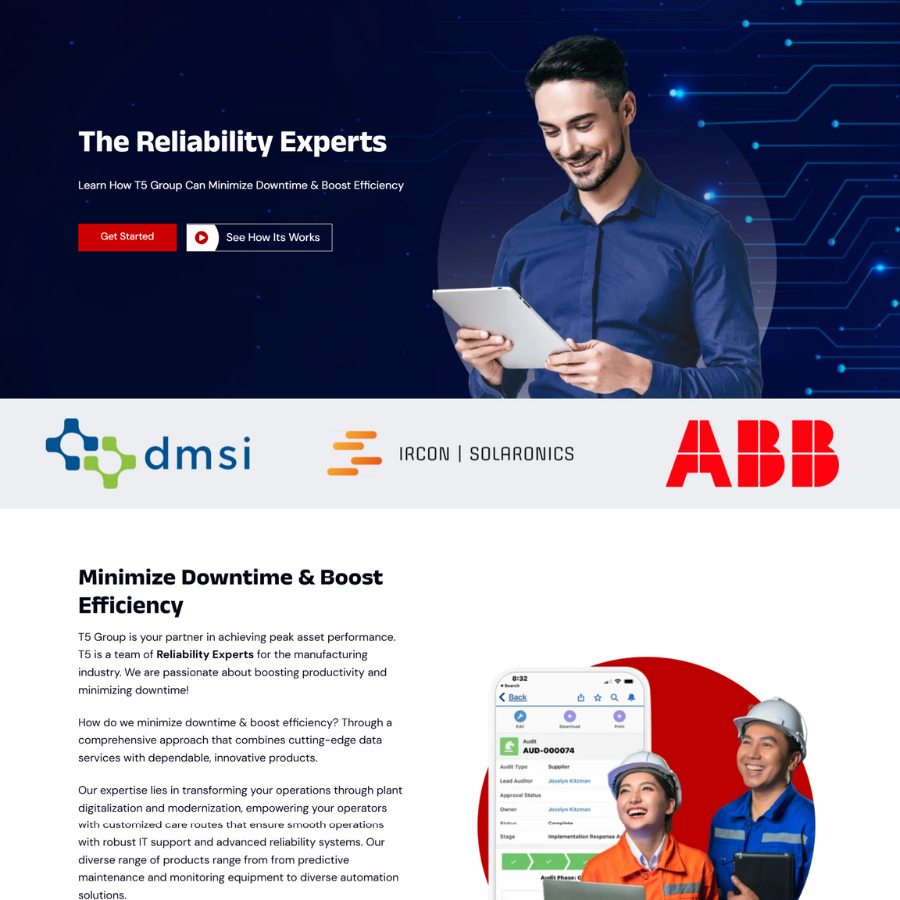 The Reliability Experts
Learn How T5 Group Can Minimize Downtime & Boost Efficiency
Get Started
See How Its Works
dmsi
IRCON | SOLARONICS
ABB
Minimize Downtime & Boost
Efficiency
T5 Group is your partner in achieving peak asset performance.
T5 is a team of Reliability Experts for the manufacturing
industry. We are passionate about boosting productivity and
minimizing downtime!
How do we minimize downtime & boost efficiency? Through a
comprehensive approach that combines cutting-edge data
services with dependable, innovative products.
Our expertise lies in transforming your operations through plant
digitalization and modernization, empowering your operators
with customized care routes that ensure smooth operations
with robust IT support and advanced reliability systems. Our
diverse range of products range from from predictive
maintenance and monitoring equipment to diverse automation
solutions.
8:32
Search
Back
Edit
Download
Print
Audit
AUD-000074
Audit Type Supplier
Lead Auditor Joselyn Kitzman
Approval Status
Owner Joselyn Kitzman
Status Complete
Stage Implementation Response A
Audit Phase: C